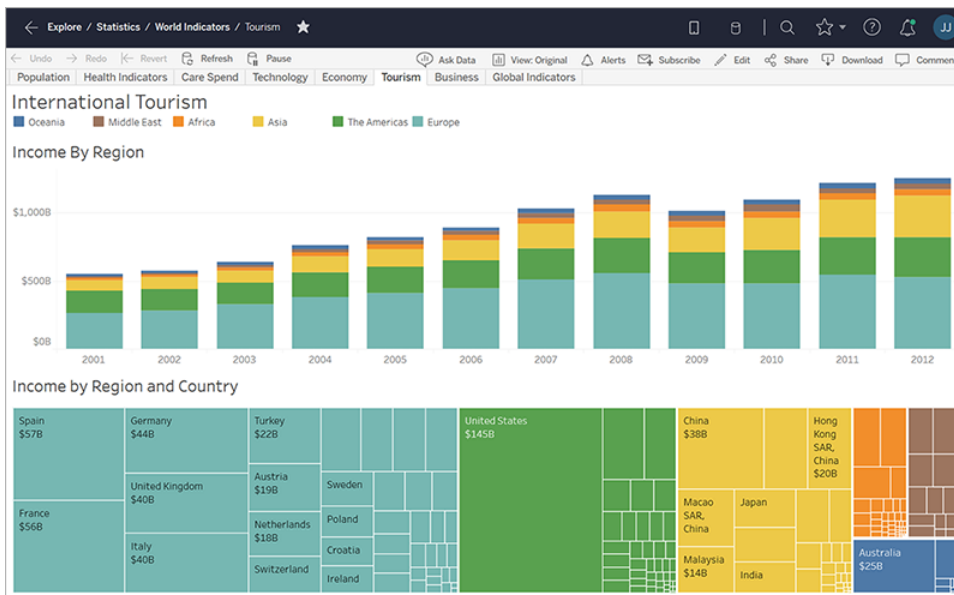 Explore / Statistics / World Indicators / Tourism
JJ
Undo Redo Revert Refresh Pause Ask Data View: Original Alerts Subscribe Edit Share Download Commen
Population Health Indicators Care Spend Technology Economy Tourism Business Global Indicators
International Tourism
Oceania Middle East Africa Asia The Americas Europe
Income By Region
$1,000B
$500B
$0B
2001 2002 2003 2004 2005 2006 2007 2008 2009 2010 2011 2012
Income by Region and Country
Spain
$57B
France
$56B
Germany
$44B
United Kingdom
$40B
Italy
$40B
Turkey
$22B
Austria
$19B
Netherlands
$18B
Switzerland
Sweden
Poland
Croatia
Ireland
United States
$145B
China
$38B
Macao
SAR,
China
Malaysia
$14B
Japan
India
Hong
Kong
SAR,
China
$20B
Australia
$25B